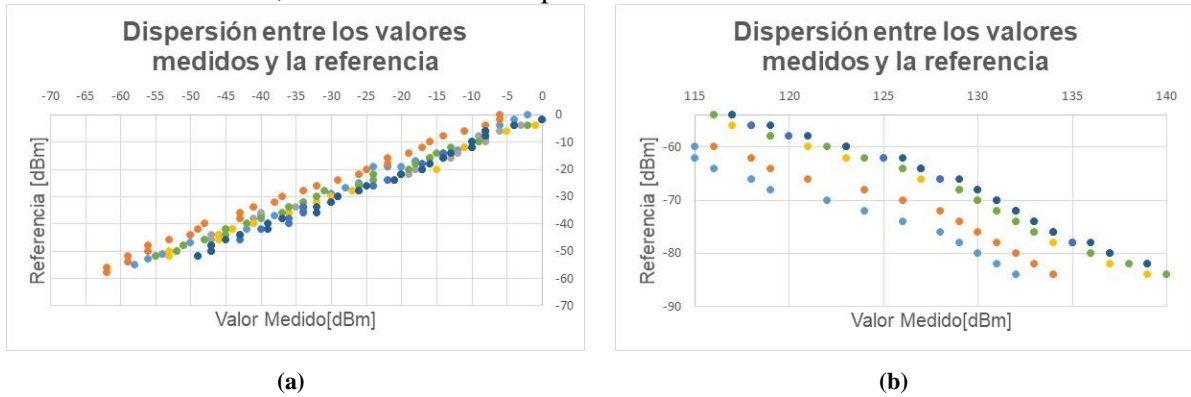 Dispersión entre los valores
medidos y la referencia
-70 -65 -60 -55 -50 -45 -40 -35 -30 -25 -20 -15 -10 -5 0
0
-10
-20
-30
-40
-50
-60
-70
Referencia [dBm]
Valor Medido[dBm]
(a)
Dispersión entre los valores
medidos y la referencia
115 120 125 130 135 140
-60
-70
-80
-90
Referencia [dBm]
Valor Medido[dBm]
(b)